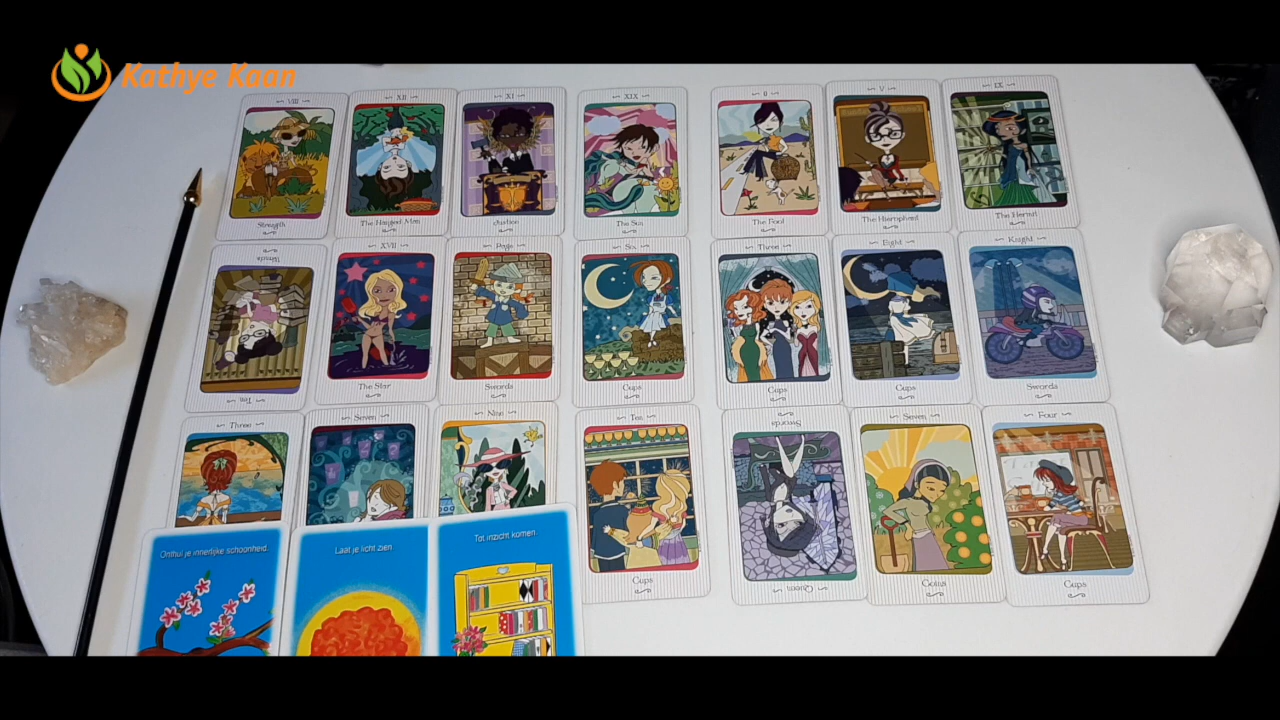 Kathye Kaan
VIII
XII
XI
XIX
0
V
IX
Strength
The Hanged Man
Justice
The Sun
The Fool
The Hierophant
The Hermit
Wands
XVII
Page
Six
Three
Eight
Knight
Ten
The Star
Swords
Cups
Cups
Cups
Swords
Three
Seven
Nine
Ten
Swords
Seven
Four
Cups
Queen
Coins
Cups
Onthul je innerlijke schoonheid.
Laat je licht zien
Tot inzicht komen.